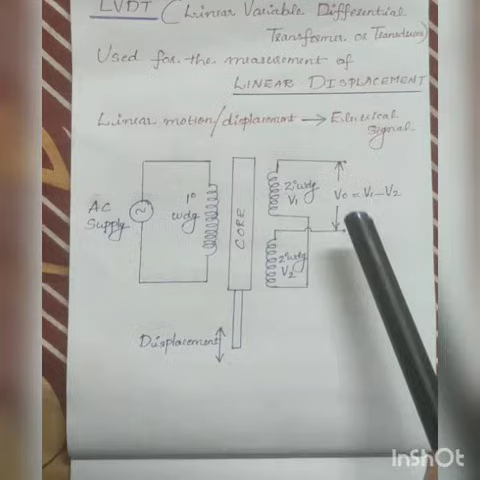 LVDT (Linear Variable Differential
Transformer or Transducer)
Used for the measurement of
LINEAR DISPLACEMENT
Linear motion/displacement → Electrical
Signal
AC
Supply
1°
wdg
CORE
2° wdg
V1
V0 = V1 - V2
2° wdg
V2
Displacement
InShOt